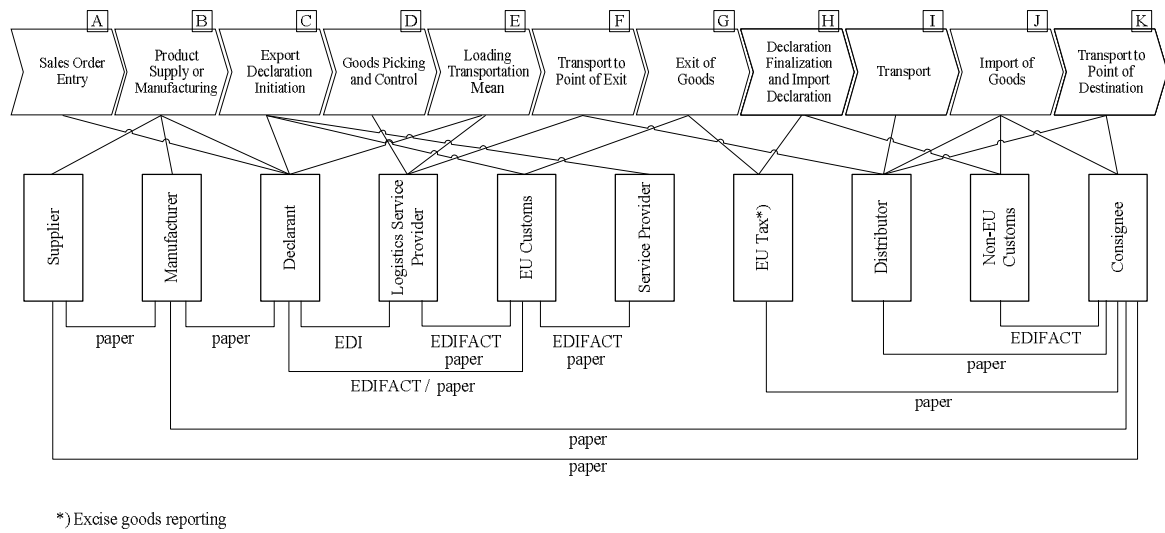 A
B
C
D
E
F
G
H
I
J
K
Sales Order
Entry
Product
Supply or
Manufacturing
Export
Declaration
Initiation
Goods Picking
and Control
Loading
Transportation
Mean
Transport to
Point of Exit
Exit
of Goods
Declaration
Finalization
and Import
Declaration
Transport
Import of
Goods
Transport to
Point of
Destination
Supplier
Manufacturer
Declarant
Logistics Service
Provider
EU Customs
Service Provider
EU Tax*)
Distributor
Non-EU
Customs
Consignee
paper
paper
EDI
EDIFACT
paper
EDIFACT
paper
EDIFACT
EDIFACT / paper
paper
paper
paper
paper
*) Excise goods reporting